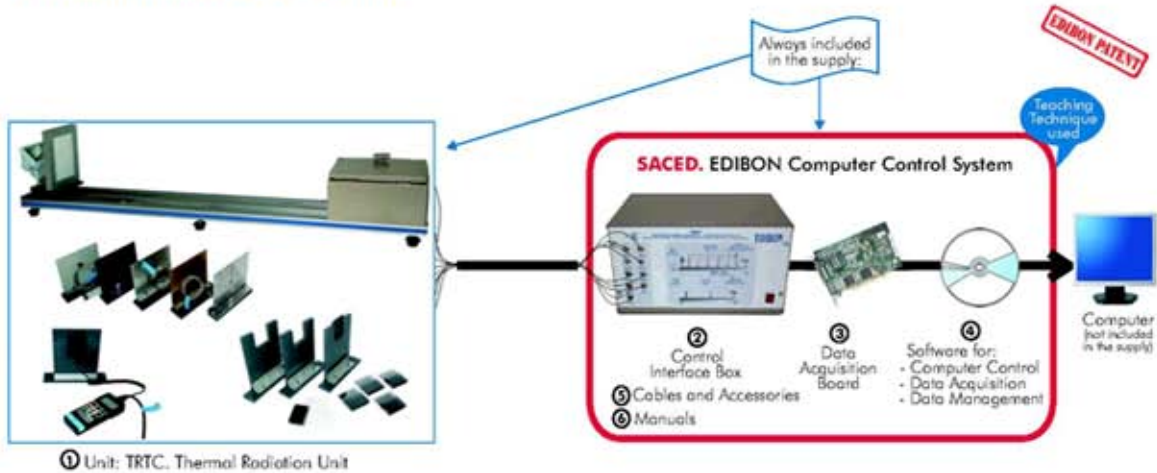 Always included
in the supply:
EDIBON PATENT
Teaching
Technique
used
SACED. EDIBON Computer Control System
EDIBON
② Control
Interface Box
③ Data
Acquisition
Board
④ Software for:
- Computer Control
- Data Acquisition
- Data Management
Computer
(not included
in the supply)
⑤ Cables and Accessories
⑥ Manuals
① Unit: TRTC. Thermal Radiation Unit